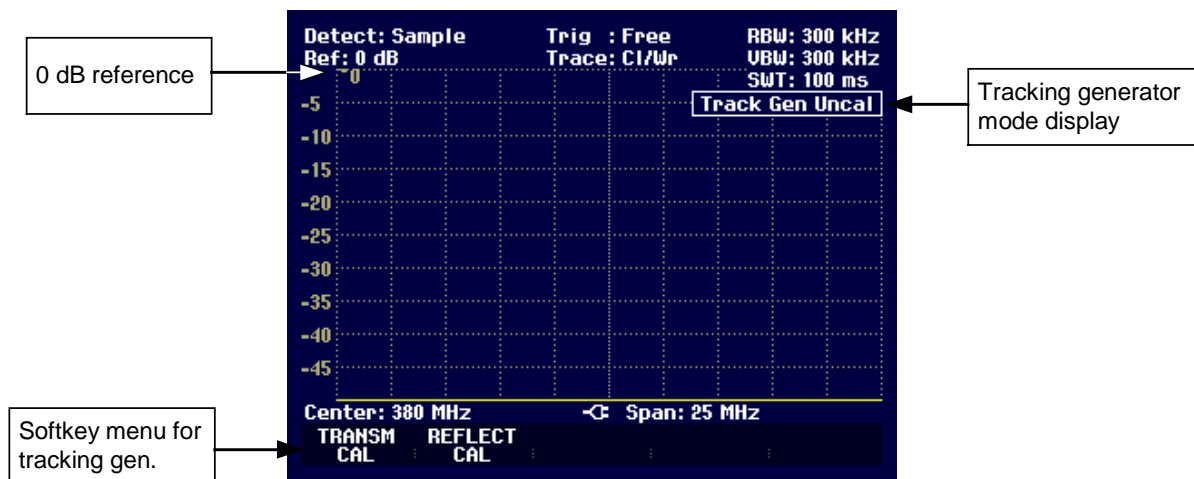 0 dB reference
Detect: Sample Trig : Free RBW: 300 kHz
Ref: 0 dB Trace: Cl/Wr VBW: 300 kHz
SWT: 100 ms
0
Track Gen Uncal
Tracking generator
mode display
-5
-10
-15
-20
-25
-30
-35
-40
-45
Center: 380 MHz Span: 25 MHz
Softkey menu for
tracking gen.
TRANSM REFLECT
CAL CAL